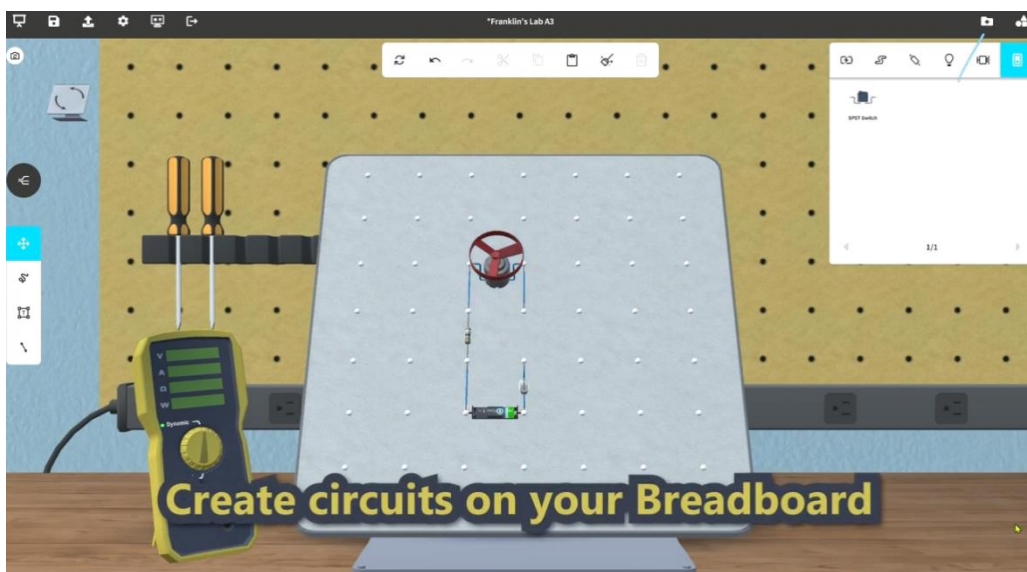 *Franklin's Lab A3
SPST Switch
1/1
V
A
Ω
W
Dynamic
Create circuits on your Breadboard